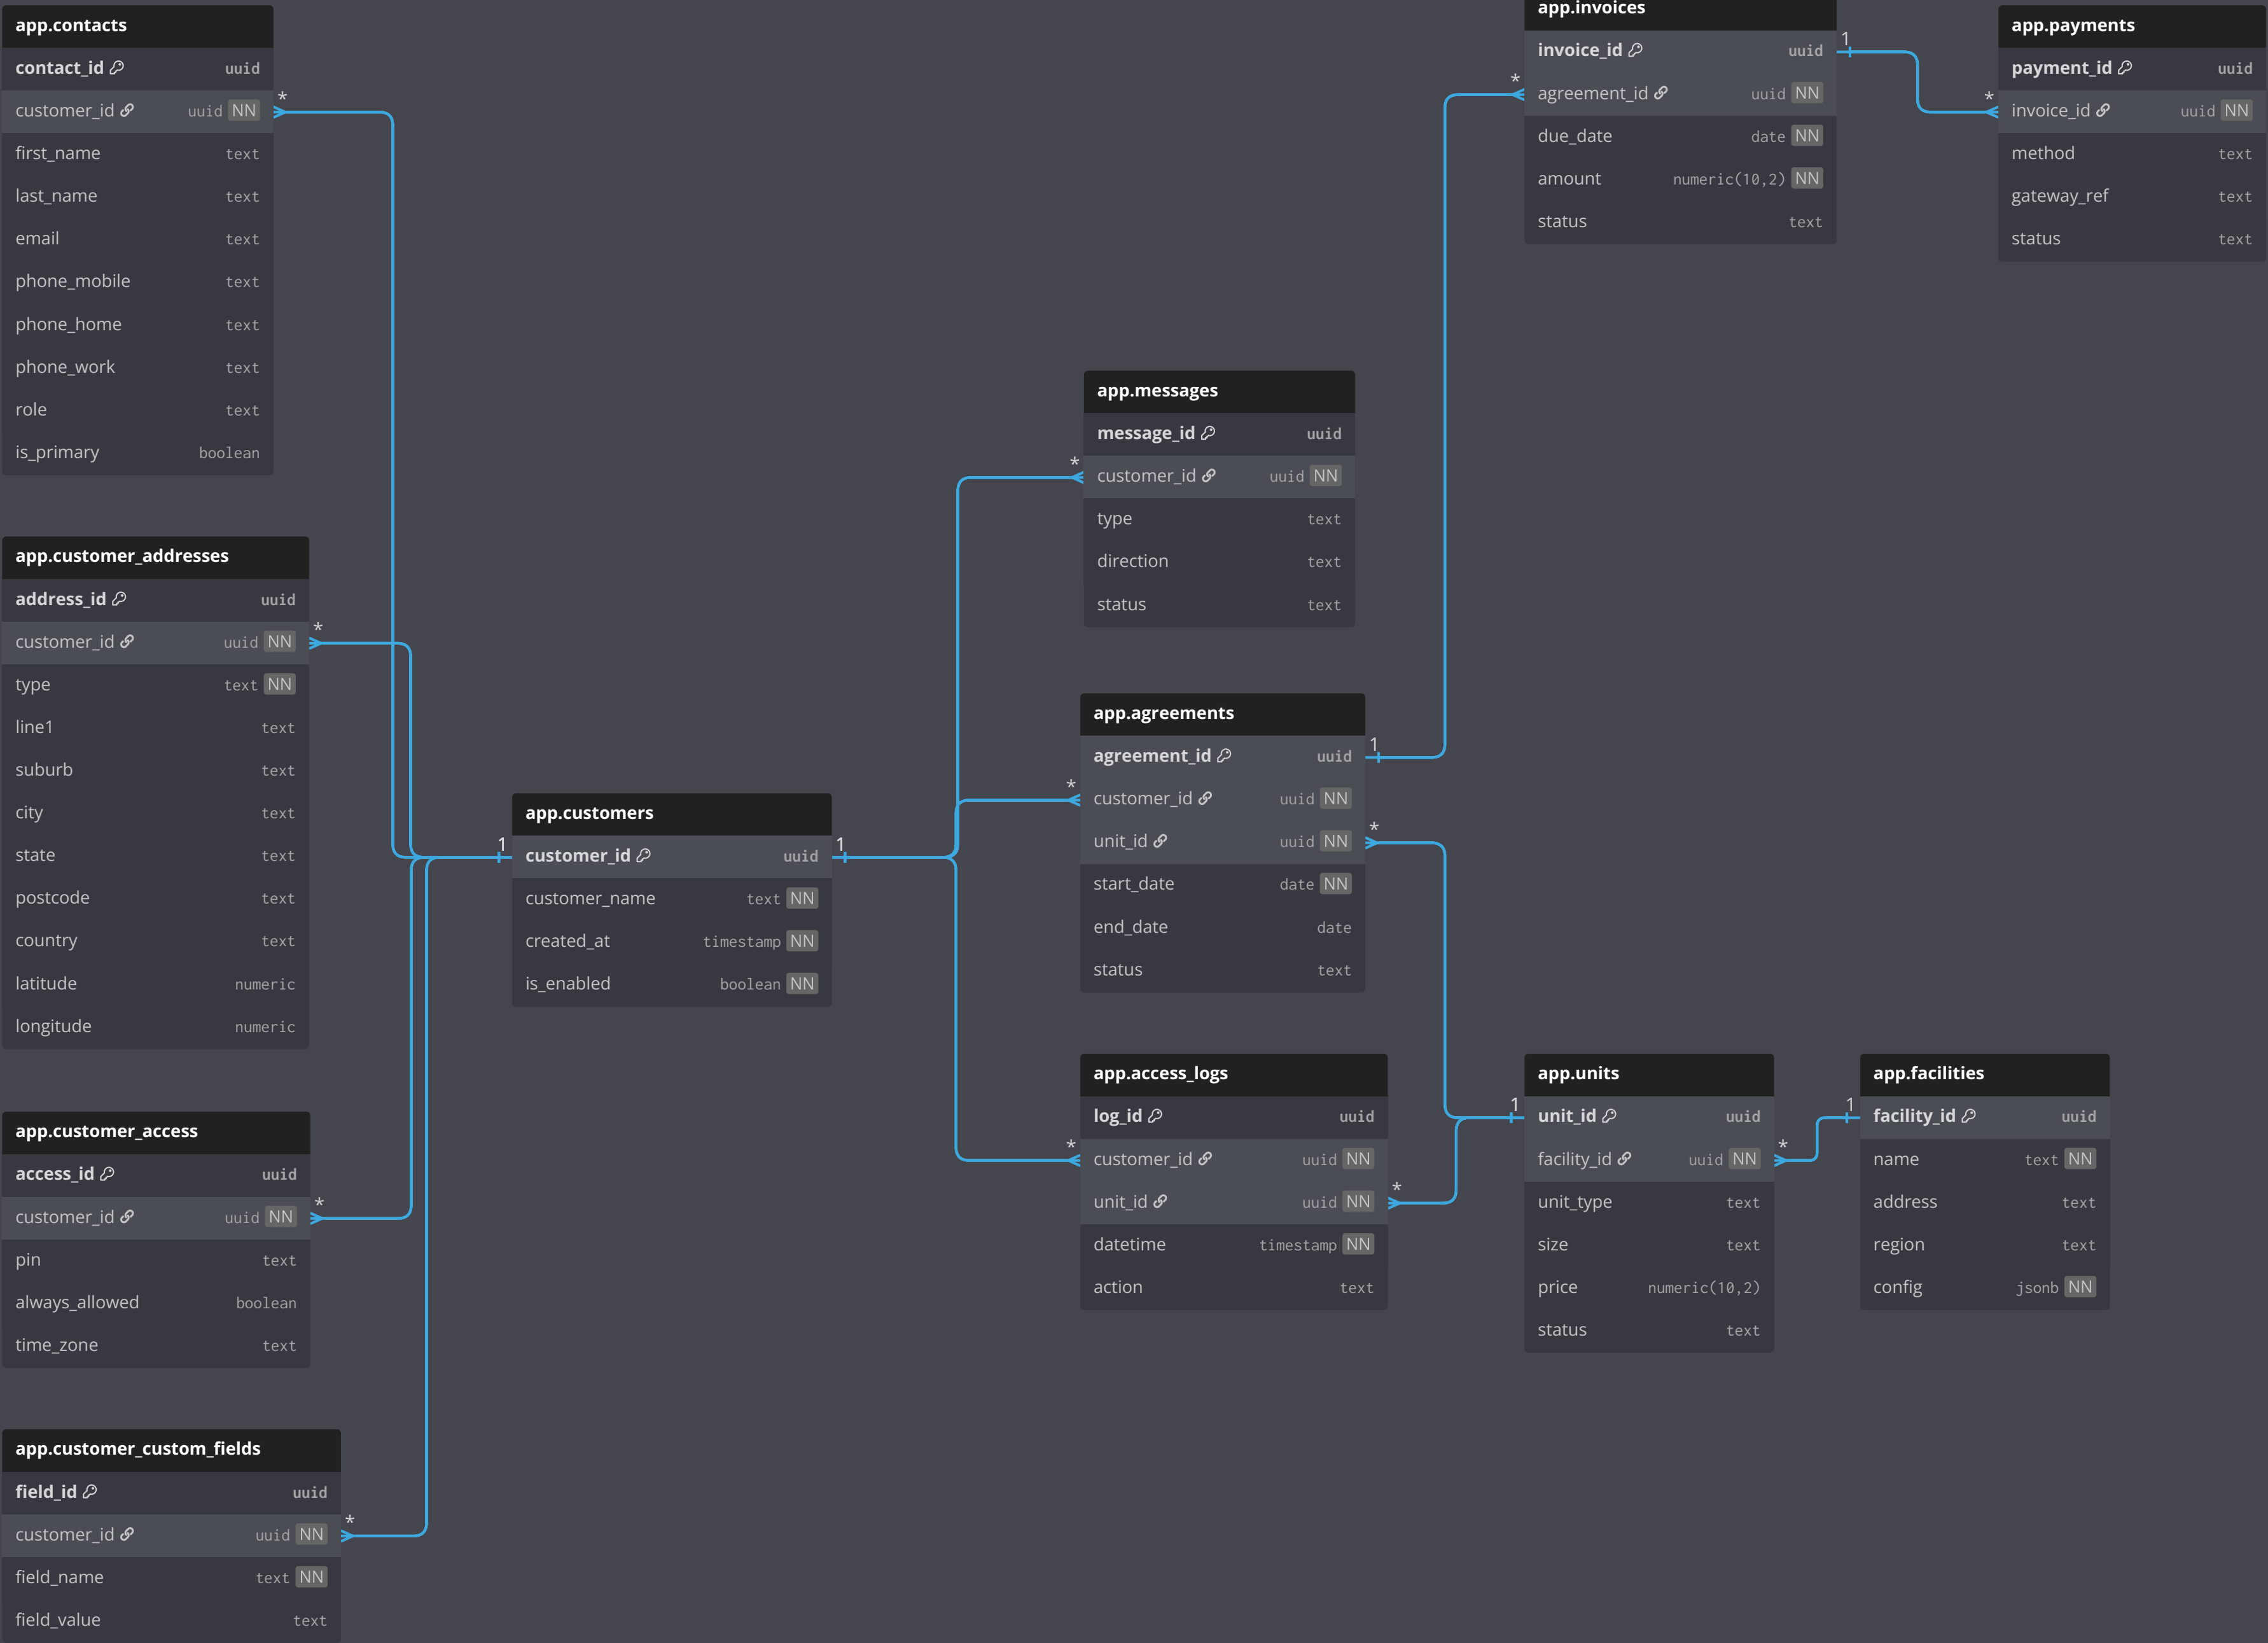 app.contacts
contact_id uuid
customer_id uuid NN
first_name text
last_name text
email text
phone_mobile text
phone_home text
phone_work text
role text
is_primary boolean
app.customer_addresses
address_id uuid
customer_id uuid NN
type text NN
line1 text
suburb text
city text
state text
postcode text
country text
latitude numeric
longitude numeric
app.customer_access
access_id uuid
customer_id uuid NN
pin text
always_allowed boolean
time_zone text
app.customer_custom_fields
field_id uuid
customer_id uuid NN
field_name text NN
field_value text
*
*
*
*
1
app.customers
customer_id uuid
customer_name text NN
created_at timestamp NN
is_enabled boolean NN
1
*
app.messages
message_id uuid
customer_id uuid NN
type text
direction text
status text
*
app.agreements
agreement_id uuid
customer_id uuid NN
unit_id uuid NN
start_date date NN
end_date date
status text
1
*
*
app.access_logs
log_id uuid
customer_id uuid NN
unit_id uuid NN
datetime timestamp NN
action text
*
*
app.invoices
invoice_id uuid
agreement_id uuid NN
due_date date NN
amount numeric(10,2) NN
status text
1
*
app.payments
payment_id uuid
invoice_id uuid NN
method text
gateway_ref text
status text
1
app.units
unit_id uuid
facility_id uuid NN
unit_type text
size text
price numeric(10,2)
status text
*
1
app.facilities
facility_id uuid
name text NN
address text
region text
config jsonb NN